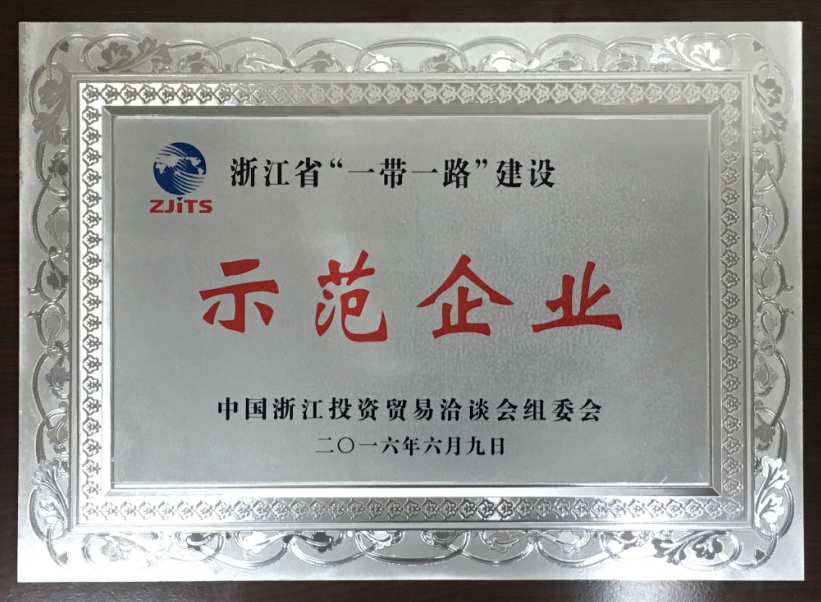 浙江省“一带一路”建设
ZJiTS
示范企业
中国浙江投资贸易洽谈会组委会
二〇一六年六月九日